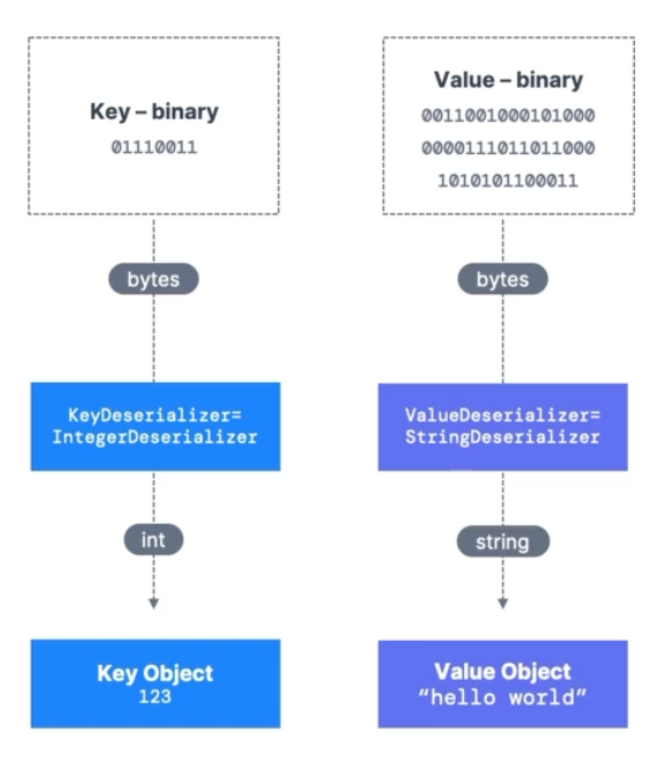 Key – binary
01110011
bytes
KeyDeserializer=
IntegerDeserializer
int
Key Object
123
Value – binary
0011001000101000
0000111011011000
1010101100011
bytes
ValueDeserializer=
StringDeserializer
string
Value Object
“hello world”